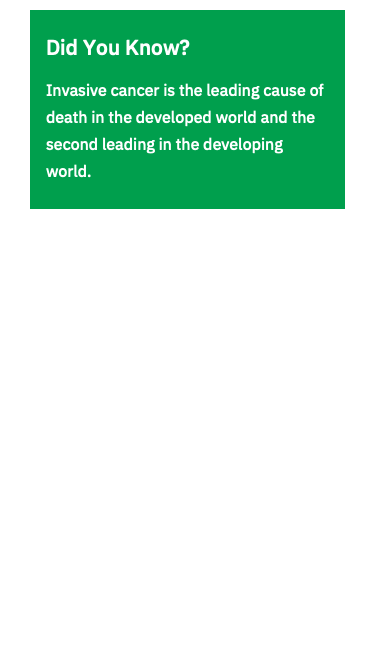 Did You Know?
Invasive cancer is the leading cause of
death in the developed world and the
second leading in the developing
world.